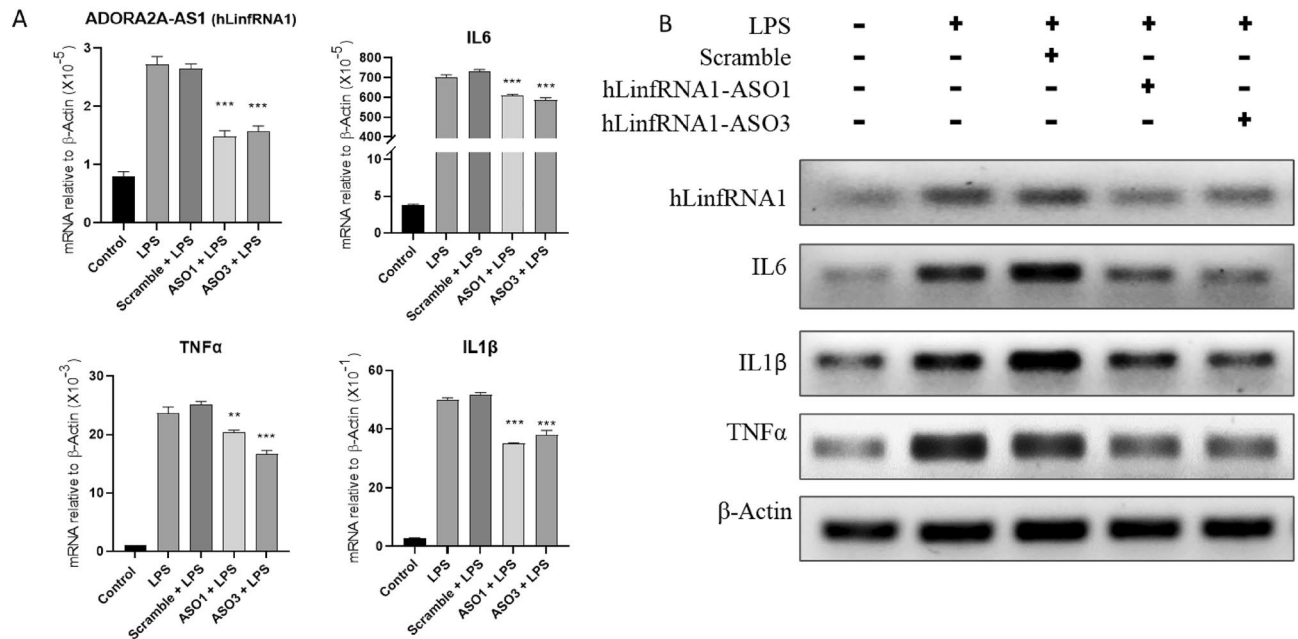 A
ADORA2A-AS1 (hLinfRNA1)
mRNA relative to β-Actin (X10⁻⁵)
3
2
1
0
***
***
Control
LPS
Scramble + LPS
ASO1 + LPS
ASO3 + LPS
IL6
mRNA relative to β-Actin (X10⁻⁵)
800
700
600
500
400
10
5
0
***
***
Control
LPS
Scramble + LPS
ASO1 + LPS
ASO3 + LPS
TNFα
mRNA relative to β-Actin (X10⁻³)
30
20
10
0
**
***
Control
LPS
Scramble + LPS
ASO1 + LPS
ASO3 + LPS
IL1β
mRNA relative to β-Actin (X10⁻¹)
60
40
20
0
***
***
Control
LPS
Scramble + LPS
ASO1 + LPS
ASO3 + LPS
B
LPS - + + + +
Scramble - - + - -
hLinfRNA1-ASO1 - - - + -
hLinfRNA1-ASO3 - - - - +
hLinfRNA1
IL6
IL1β
TNFα
β-Actin